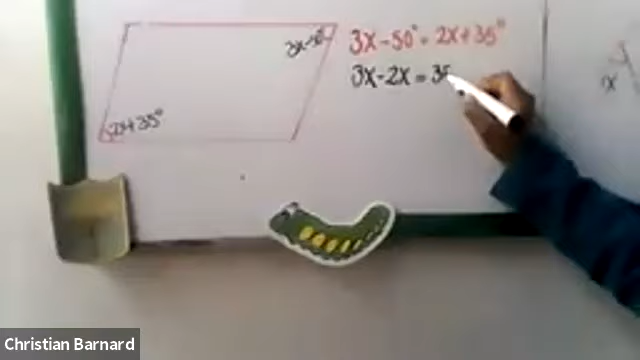 3x-50°
3x-50° = 2x+35°
3x-2x = 35
2x+35°
x
Christian Barnard